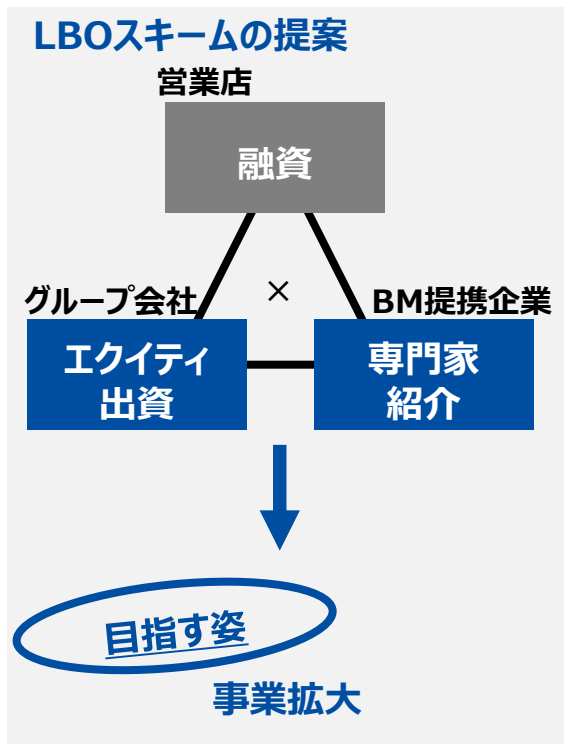 LBOスキームの提案
営業店
融資
×
グループ会社
BM提携企業
エクイティ
出資
専門家
紹介
目指す姿
事業拡大